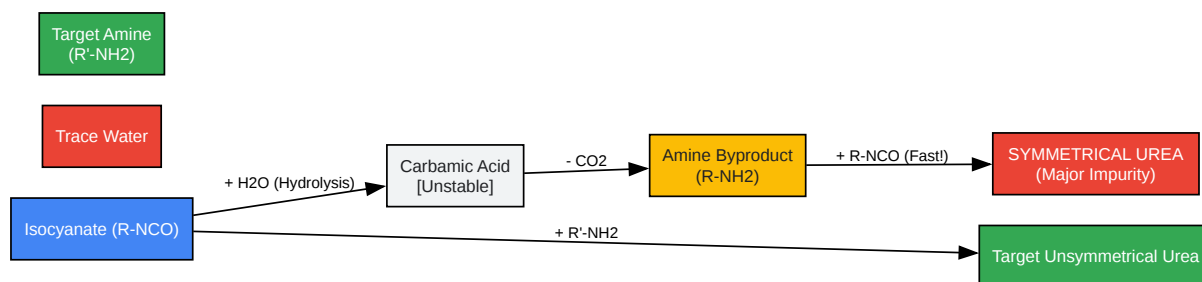 Target Amine
(R'-NH2)
Trace Water
Isocyanate (R-NCO)
+ H2O (Hydrolysis)
Carbamic Acid
[Unstable]
- CO2
Amine Byproduct
(R-NH2)
+ R-NCO (Fast!)
SYMMETRICAL UREA
(Major Impurity)
+ R'-NH2
Target Unsymmetrical Urea